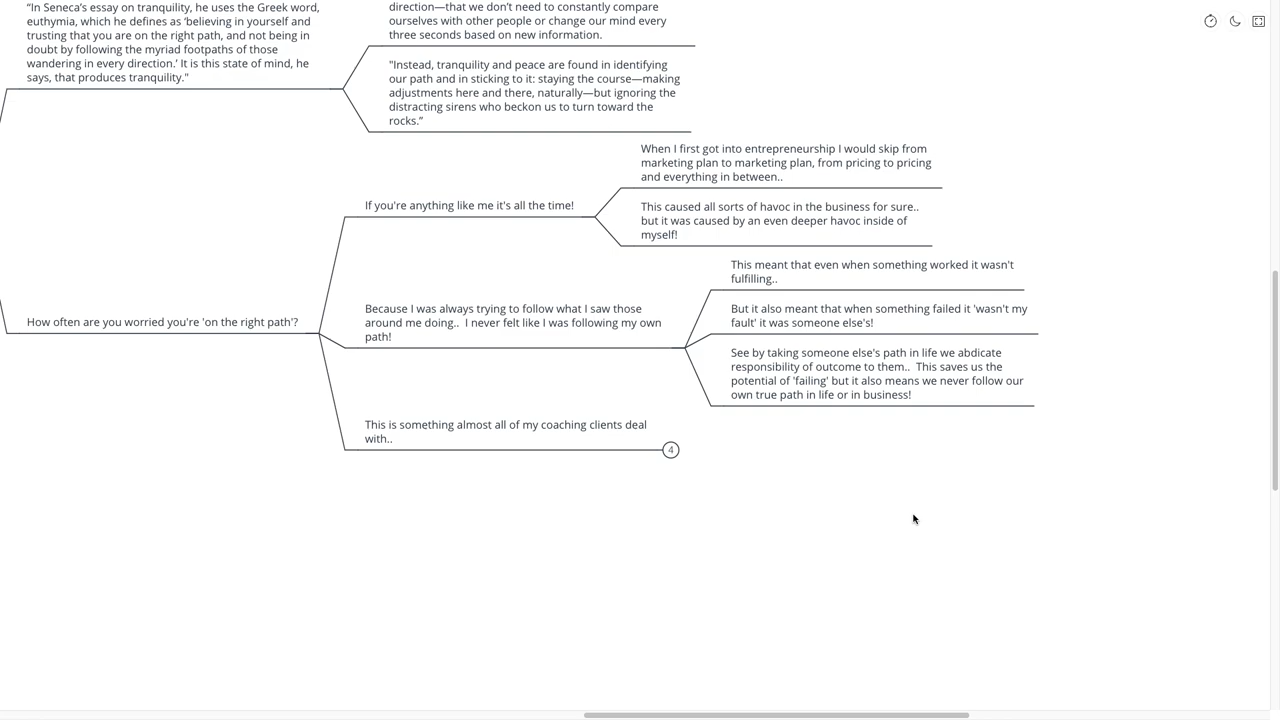 “In Seneca’s essay on tranquility, he uses the Greek word,
euthymia, which he defines as ‘believing in yourself and
trusting that you are on the right path, and not being in
doubt by following the myriad footpaths of those
wandering in every direction.’ It is this state of mind, he
says, that produces tranquility."
direction—that we don’t need to constantly compare
ourselves with other people or change our mind every
three seconds based on new information.
"Instead, tranquility and peace are found in identifying
our path and in sticking to it: staying the course—making
adjustments here and there, naturally—but ignoring the
distracting sirens who beckon us to turn toward the
rocks.”
How often are you worried you're 'on the right path'?
If you're anything like me it's all the time!
When I first got into entrepreneurship I would skip from
marketing plan to marketing plan, from pricing to pricing
and everything in between..
This caused all sorts of havoc in the business for sure..
but it was caused by an even deeper havoc inside of
myself!
Because I was always trying to follow what I saw those
around me doing..  I never felt like I was following my own
path!
This meant that even when something worked it wasn't
fulfilling..
But it also meant that when something failed it 'wasn't my
fault' it was someone else's!
See by taking someone else's path in life we abdicate
responsibility of outcome to them..  This saves us the
potential of 'failing' but it also means we never follow our
own true path in life or in business!
This is something almost all of my coaching clients deal
with..
4